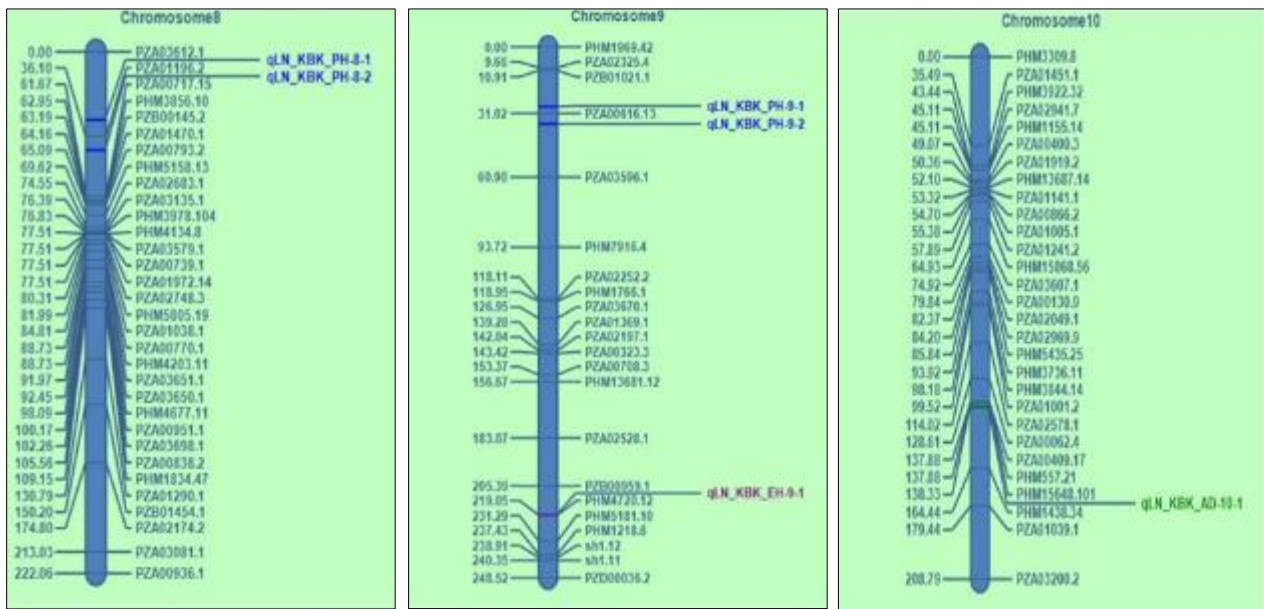 Chromosome8
0.00 PZA03612.1
36.10 PZA01196.2
61.67 PZA00717.15
62.95 PHM3856.10
63.19 PZB00145.2
64.16 PZA01470.1
65.09 PZA00793.2
69.62 PHM5158.13
74.55 PZA02683.1
76.39 PZA03135.1
76.83 PHM3978.104
77.51 PHM4134.8
77.51 PZA03579.1
77.51 PZA00739.1
77.51 PZA01972.14
80.31 PZA02748.3
81.99 PHM5805.19
84.81 PZA01038.1
88.73 PZA00770.1
88.73 PHM4203.11
91.97 PZA03651.1
92.45 PZA03650.1
98.09 PHM4677.11
100.17 PZA00951.1
102.26 PZA03698.1
105.56 PZA00838.2
109.15 PHM1834.47
130.79 PZA01290.1
150.20 PZB01454.1
174.80 PZA02174.2
213.03 PZA03081.1
222.06 PZA00936.1
qLN_KBK_PH-8-1
qLN_KBK_PH-8-2
Chromosome9
0.00 PHM1969.42
9.66 PZA02325.4
10.91 PZB01021.1
31.02 PZA00816.13
60.90 PZA03596.1
93.72 PHM7916.4
118.11 PZA02252.2
118.95 PHM1766.1
126.95 PZA03670.1
139.28 PZA01369.1
142.04 PZA02197.1
143.42 PZA00323.3
153.37 PZA00708.3
156.67 PHM13681.12
183.07 PZA02528.1
205.39 PZB00959.1
219.05 PHM4720.12
231.29 PHM5181.10
237.43 PHM1218.6
238.91 sh1.12
240.35 sh1.11
248.52 PZD00036.2
qLN_KBK_PH-9-1
qLN_KBK_PH-9-2
qLN_KBK_EH-9-1
Chromosome10
0.00 PHM3309.8
35.49 PZA01451.1
43.44 PHM3922.32
45.11 PZA02941.7
45.11 PHM1155.14
49.07 PZA00400.3
50.36 PZA01919.2
52.10 PHM13687.14
53.32 PZA01141.1
54.70 PZA00866.2
55.38 PZA01005.1
57.89 PZA01241.2
64.93 PHM15868.56
74.92 PZA03607.1
79.84 PZA00130.9
82.37 PZA02049.1
84.20 PZA02969.9
85.84 PHM5435.25
93.92 PHM3736.11
98.18 PHM3844.14
99.52 PZA01001.2
114.02 PZA02578.1
128.81 PZA00062.4
137.88 PZA00409.17
137.88 PHM557.21
138.33 PHM15648.101
164.44 PHM1438.34
179.44 PZA01039.1
208.79 PZA03200.2
qLN_KBK_AD-10-1